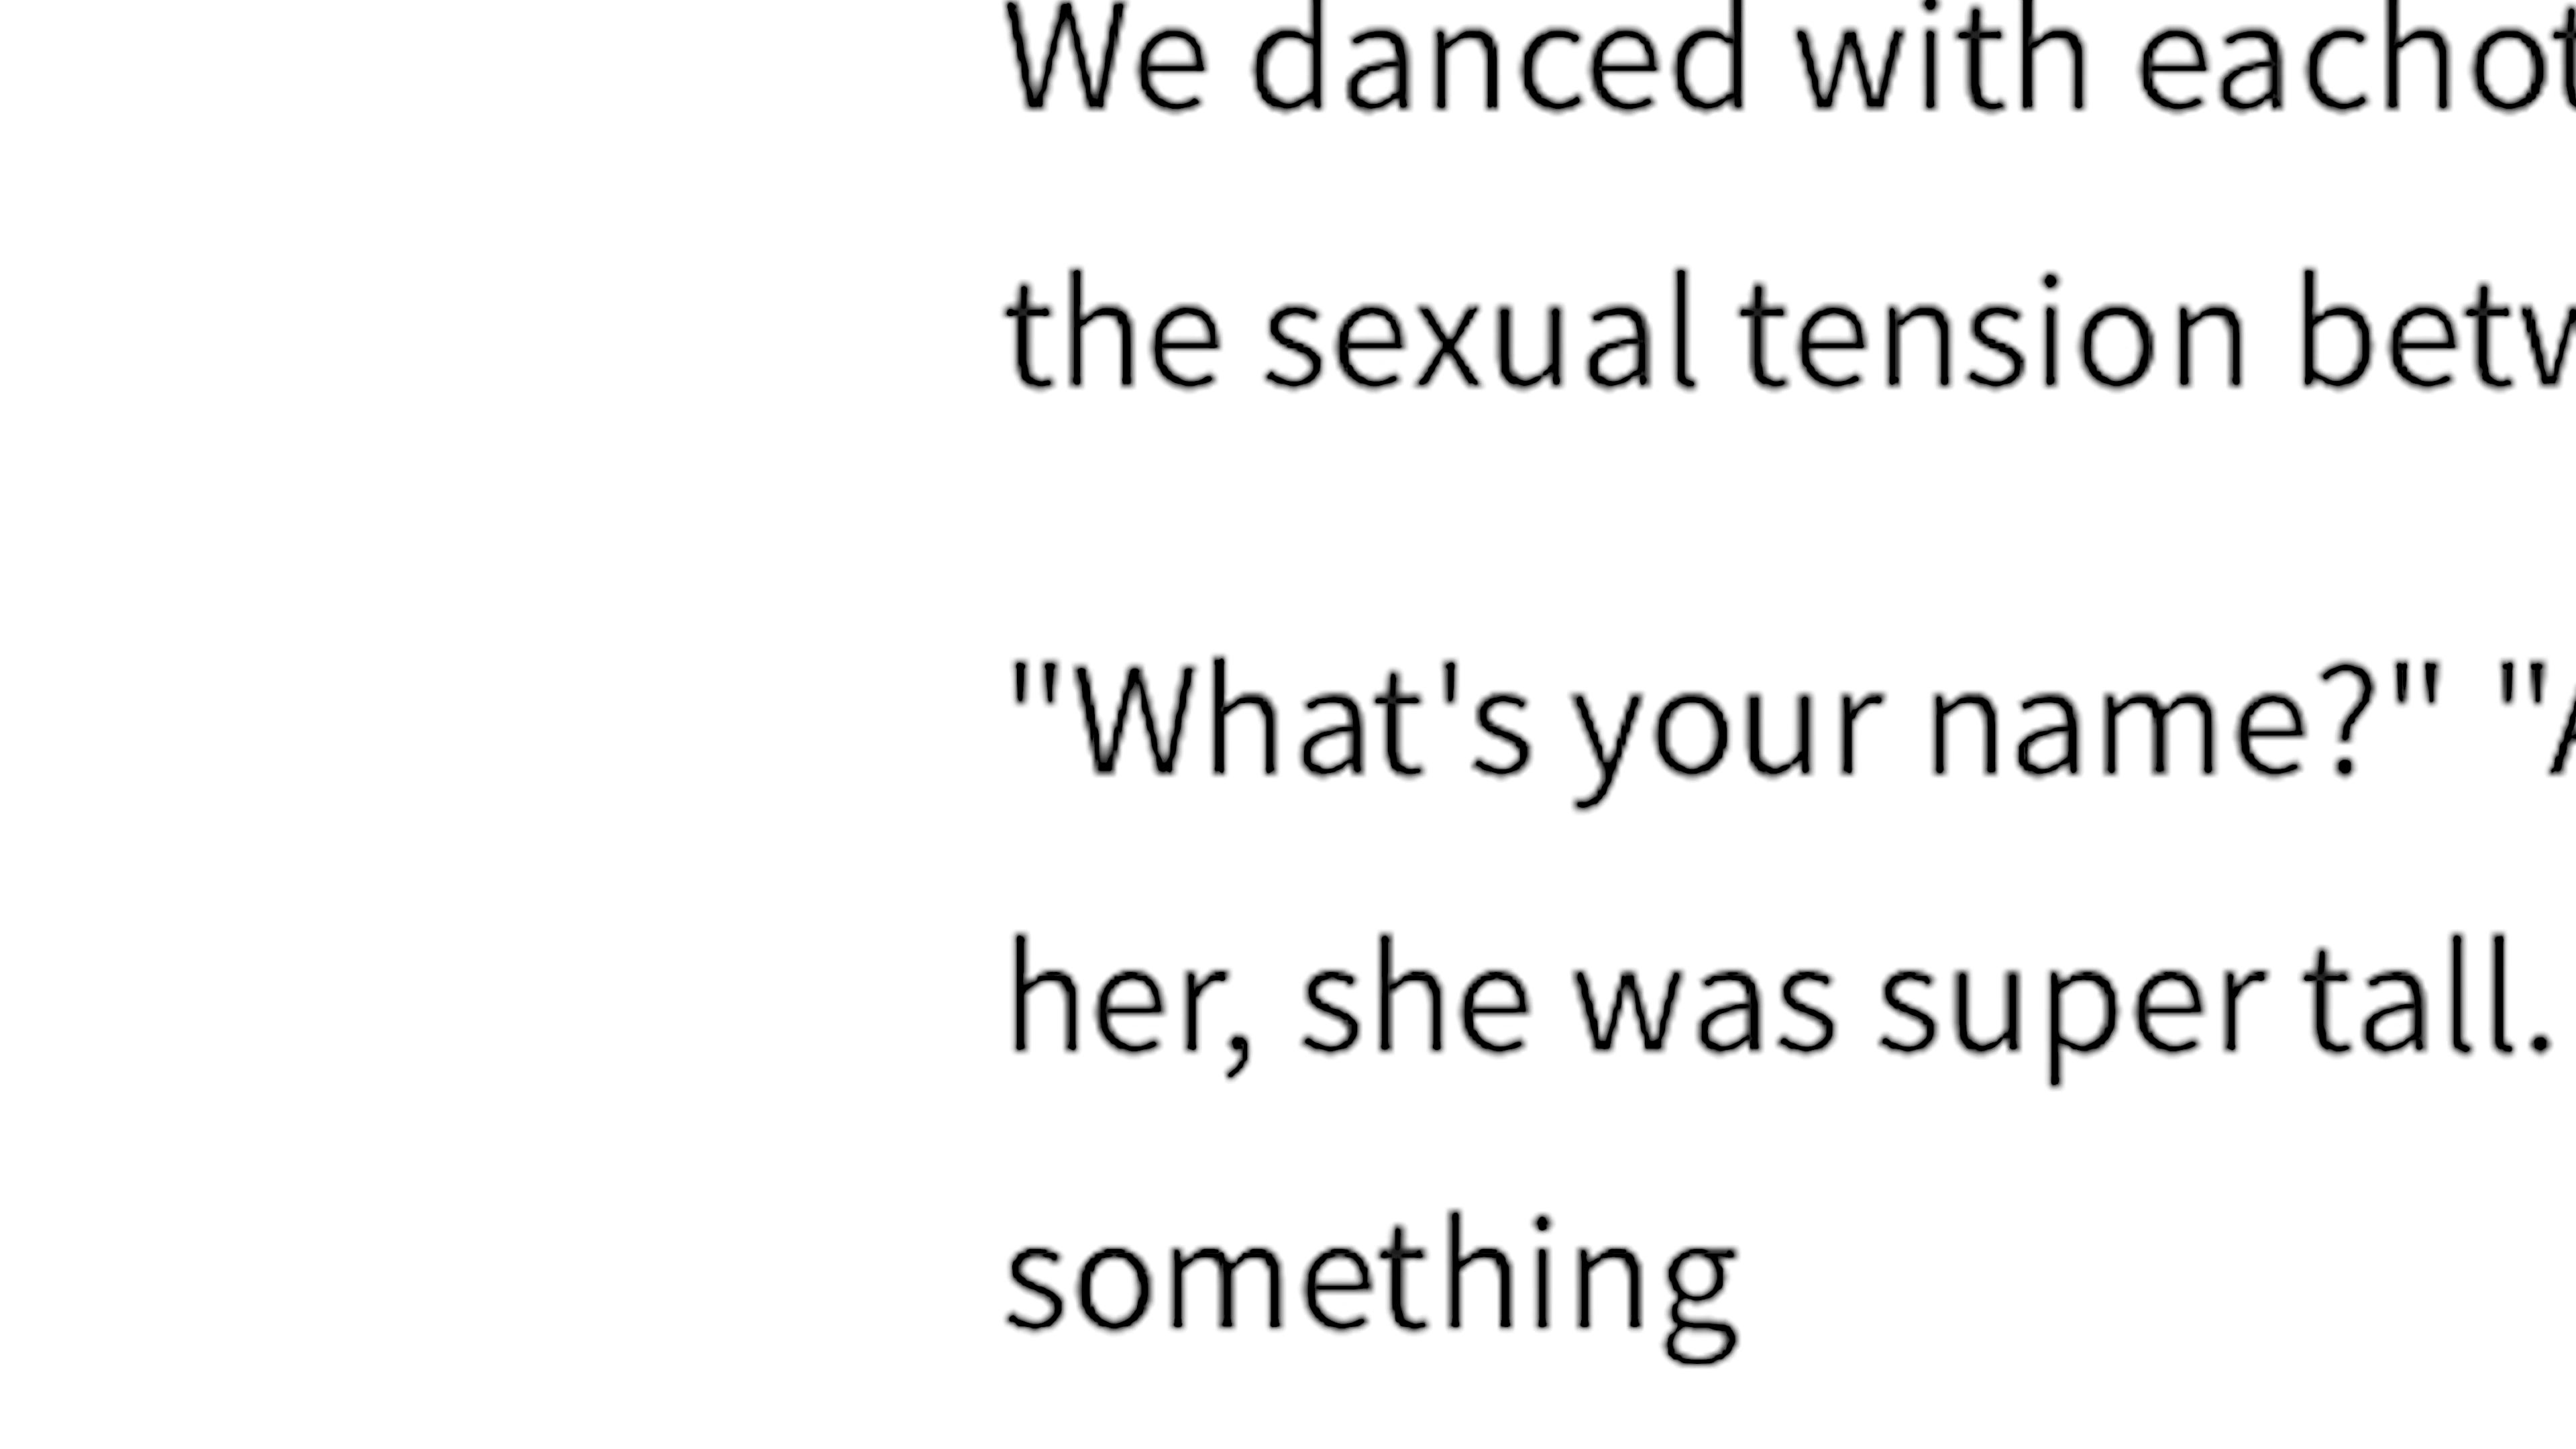 We danced with eachot
the sexual tension betw
"What's your name?" "A
her, she was super tall.
something